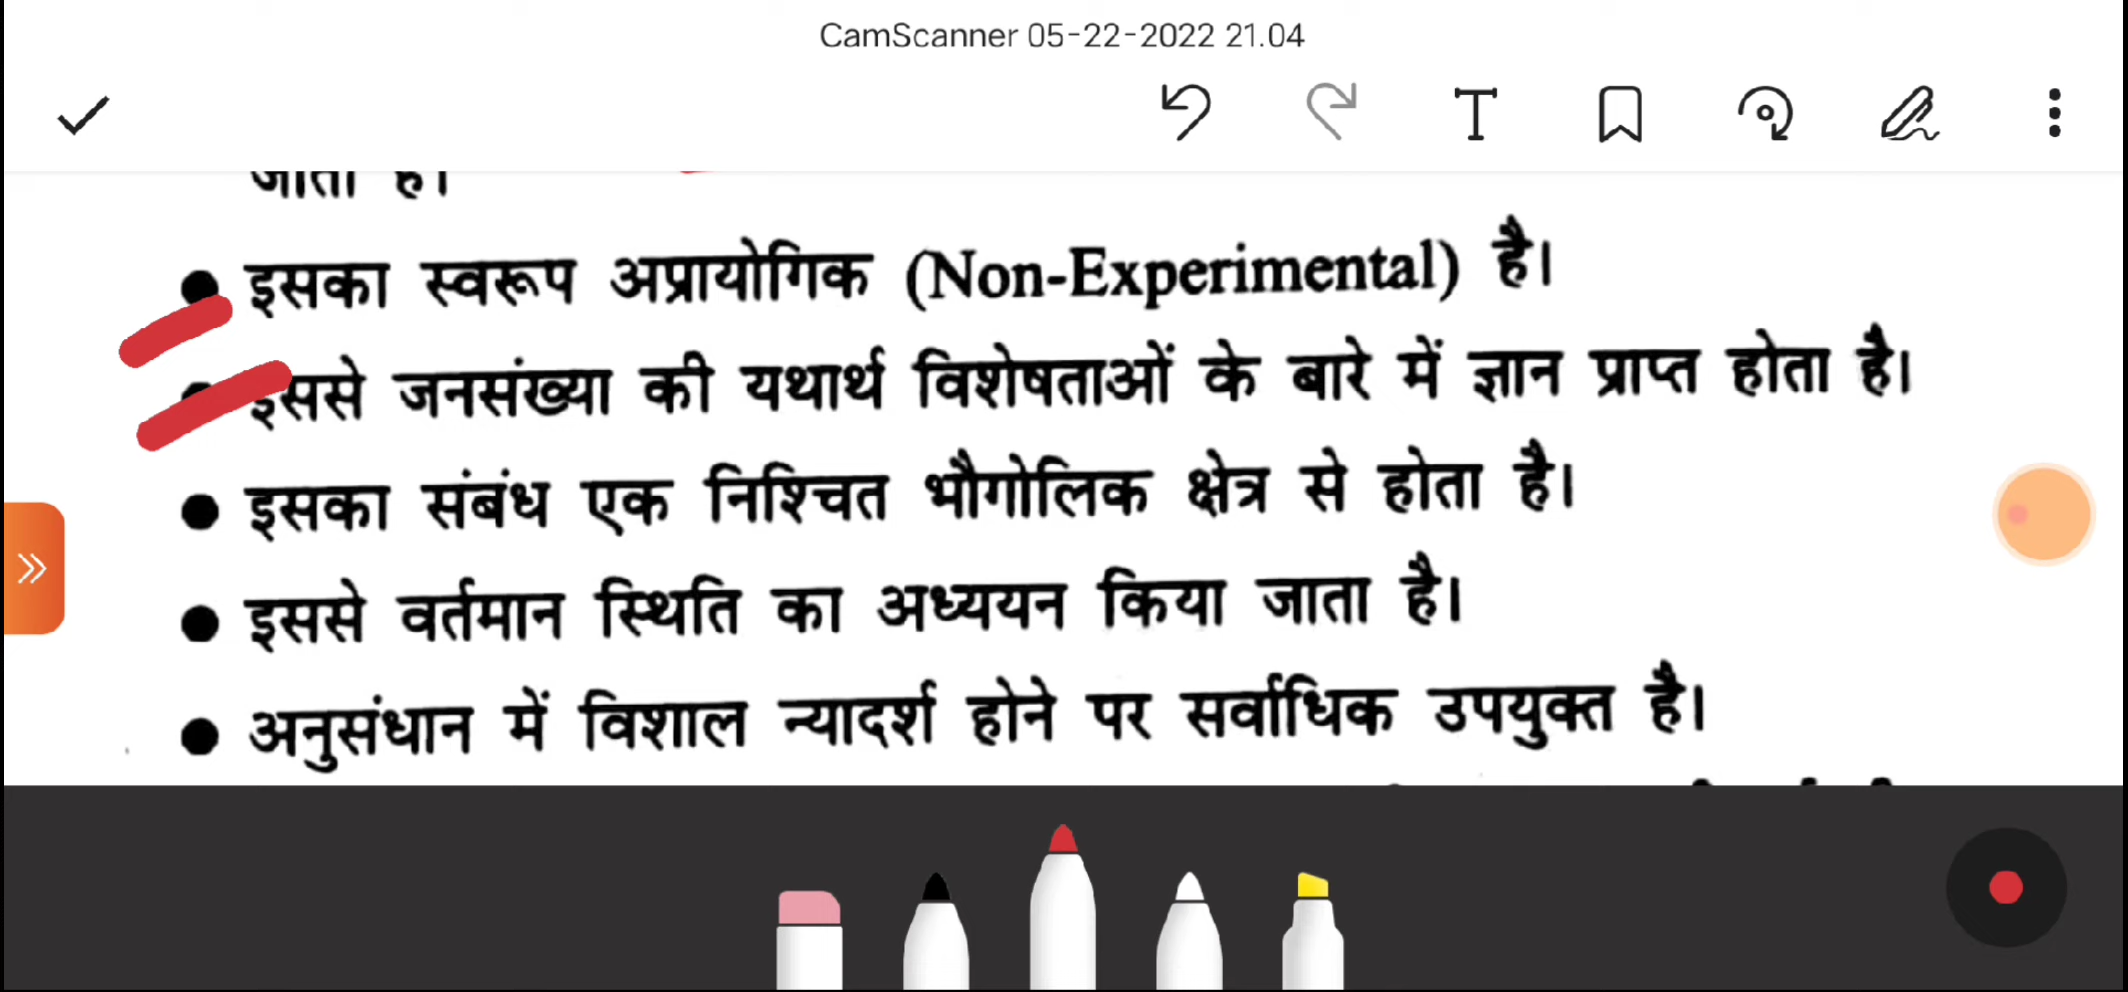 CamScanner 05-22-2022 21.04
जाता है।
इसका स्वरूप अप्रायोगिक (Non-Experimental) है।
इससे जनसंख्या की यथार्थ विशेषताओं के बारे में ज्ञान प्राप्त होता है।
इसका संबंध एक निश्चित भौगोलिक क्षेत्र से होता है।
इससे वर्तमान स्थिति का अध्ययन किया जाता है।
अनुसंधान में विशाल न्यादर्श होने पर सर्वाधिक उपयुक्त है।